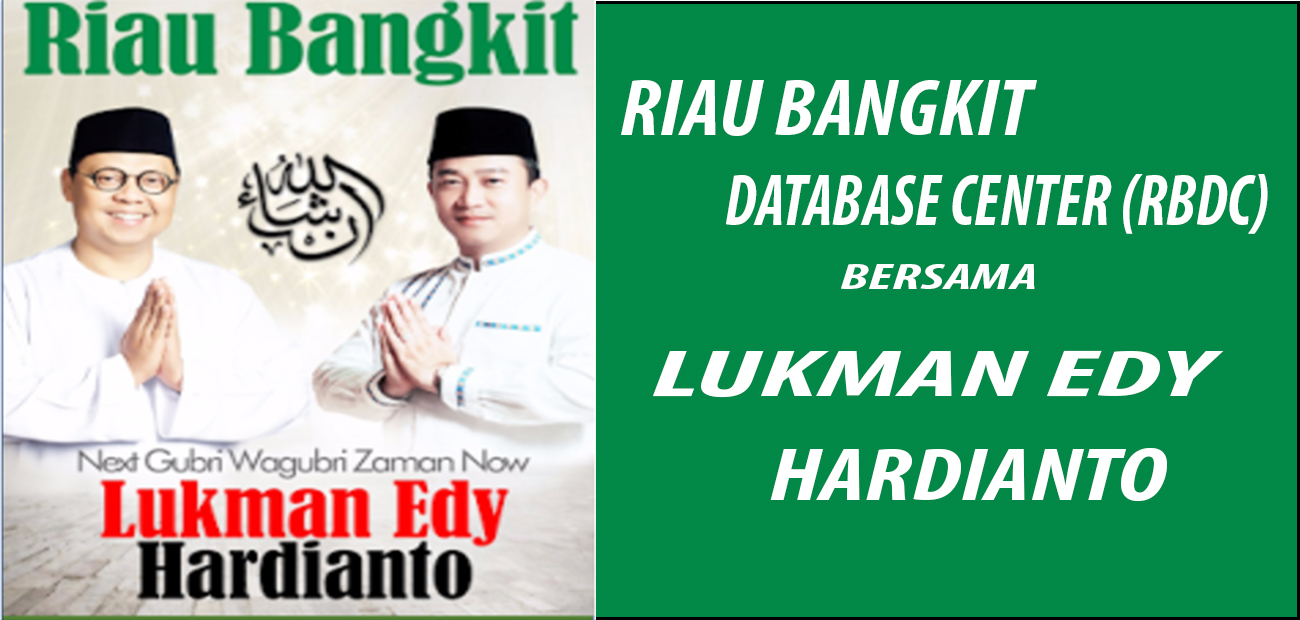 Riau Bangkit
إن شاء الله
Next Gubri Wagubri Zaman Now
Lukman Edy
Hardianto
RIAU BANGKIT
DATABASE CENTER (RBDC)
BERSAMA
LUKMAN EDY
HARDIANTO